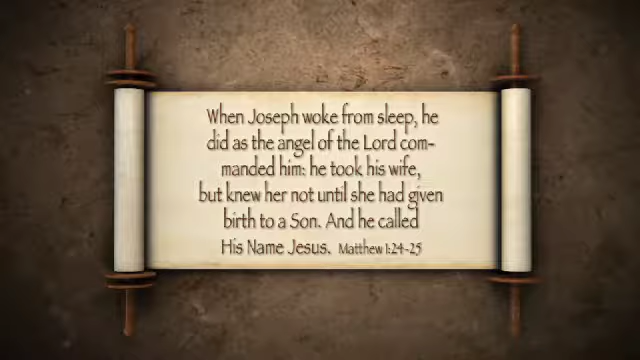 When Joseph woke from sleep, he
did as the angel of the Lord com-
manded him: he took his wife,
but knew her not until she had given
birth to a Son. And he called
His Name Jesus. Matthew 1:24-25